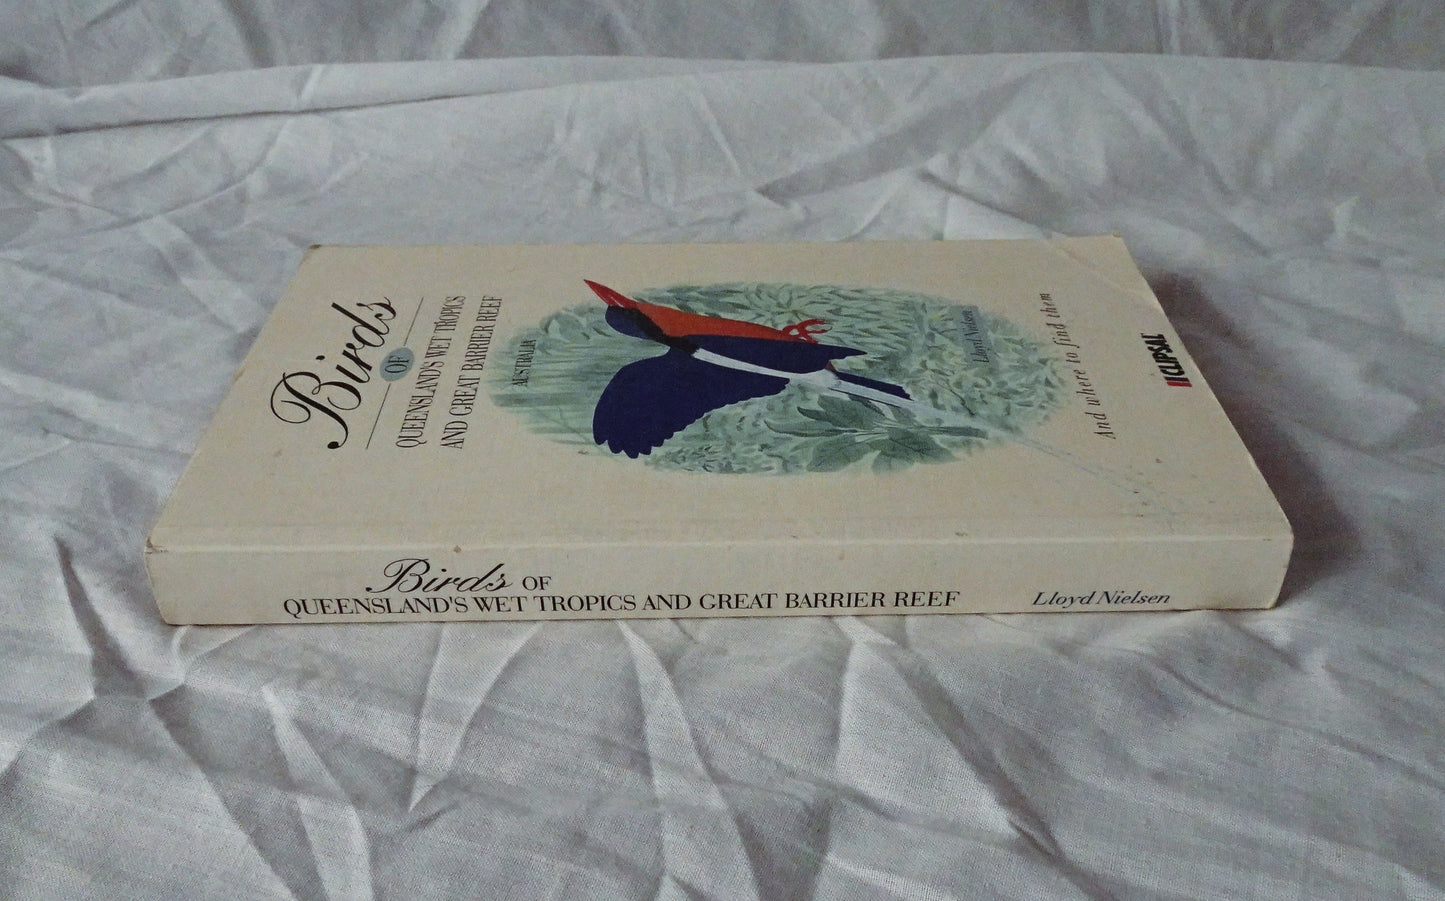 Birds
OF
QUEENSLAND'S WET TROPICS
AND GREAT BARRIER REEF
AUSTRALIA
Lloyd Nielsen
And where to find them
CLIPSAL
Birds OF
QUEENSLAND'S WET TROPICS AND GREAT BARRIER REEF
Lloyd Nielsen